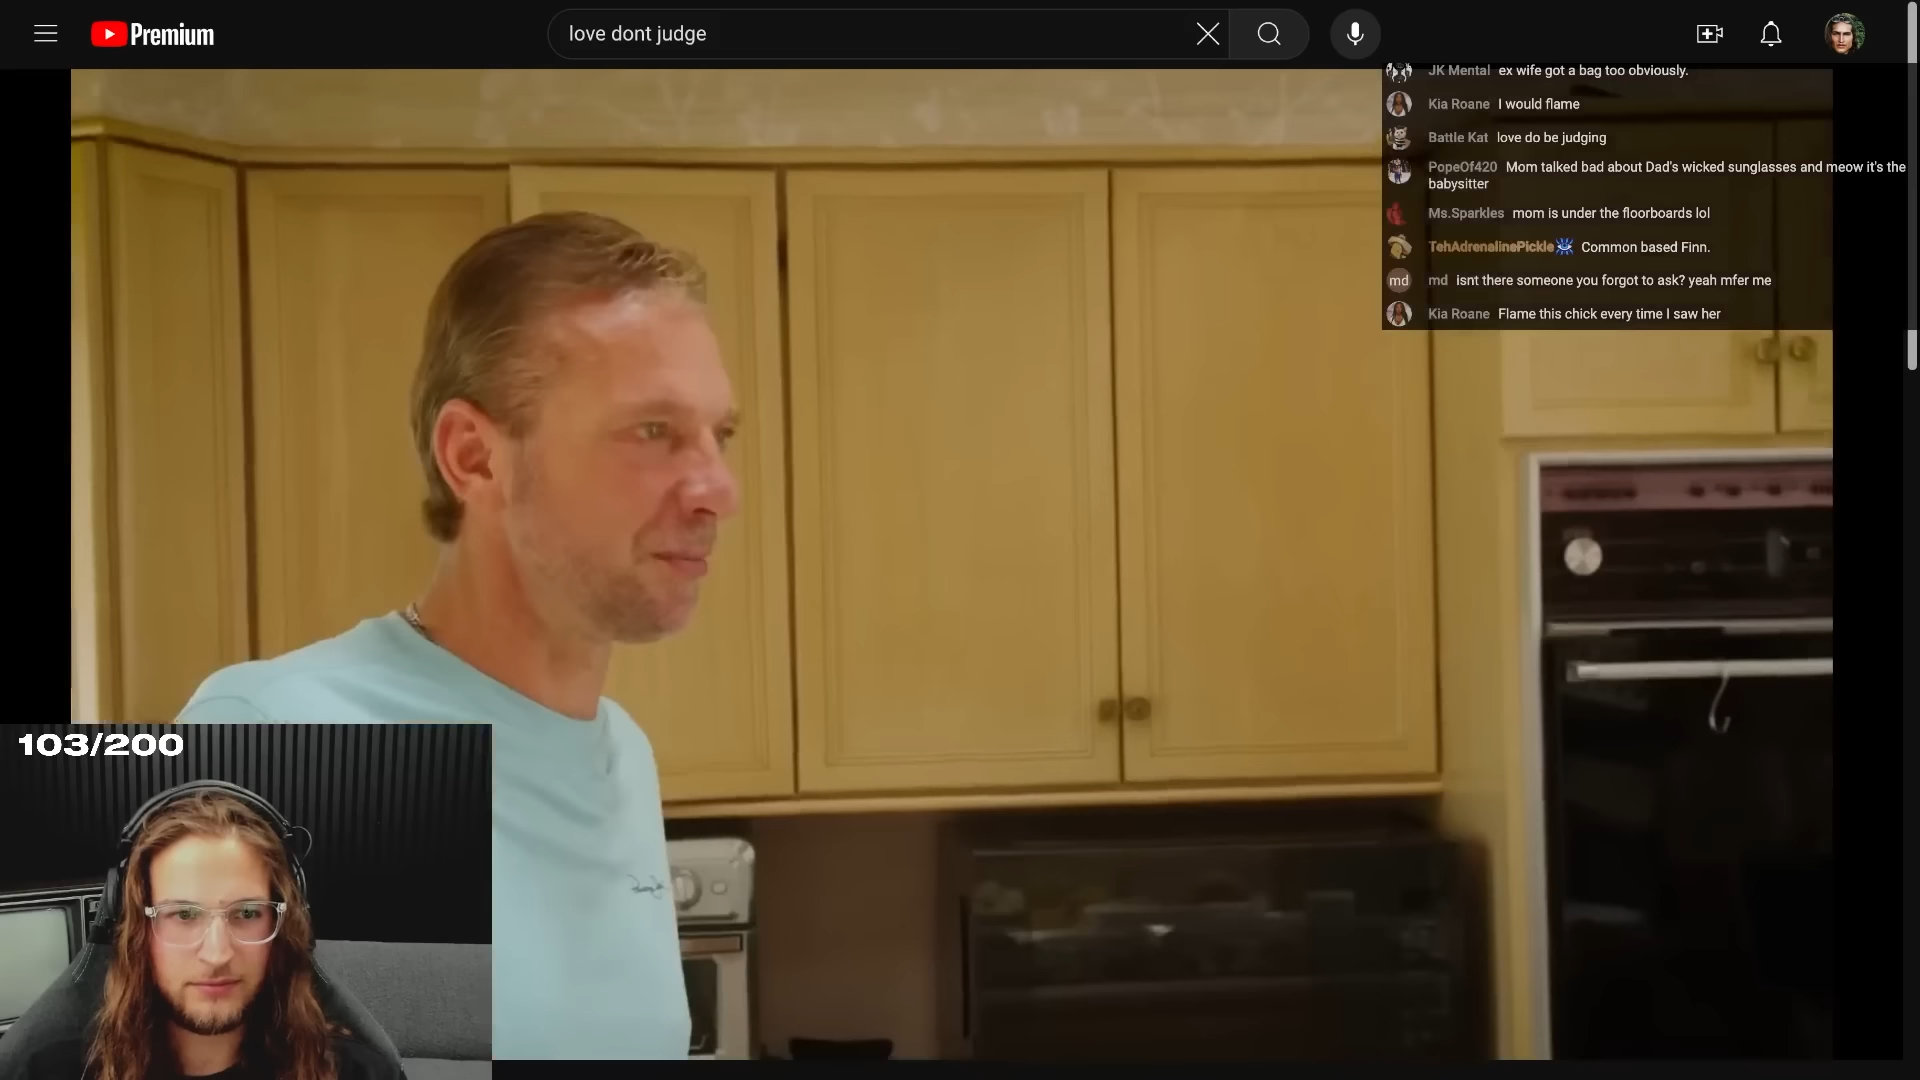 Premium
love dont judge
JK Mental ex wife got a bag too obviously.
Kia Roane I would flame
Battle Kat love do be judging
PopeOf420 Mom talked bad about Dad's wicked sunglasses and meow it's the
babysitter
Ms.Sparkles mom is under the floorboards lol
TehAdrenalinePickle Common based Finn.
md md isnt there someone you forgot to ask? yeah mfer me
Kia Roane Flame this chick every time I saw her
103/200